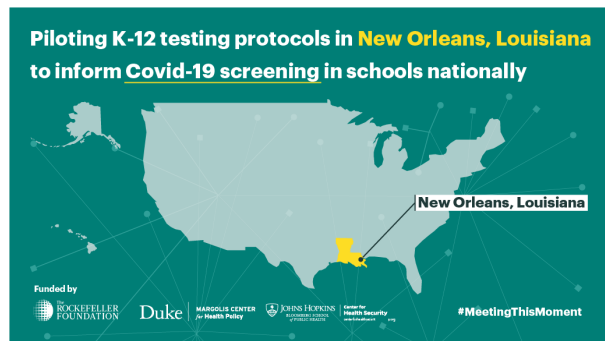 Piloting K-12 testing protocols in New Orleans, Louisiana
to inform Covid-19 screening in schools nationally
New Orleans, Louisiana
Funded by
The
ROCKEFELLER
FOUNDATION
Duke
MARGOLIS CENTER
for Health Policy
JOHNS HOPKINS
BLOOMBERG SCHOOL
of PUBLIC HEALTH
Center for
Health Security
#MeetingThisMoment